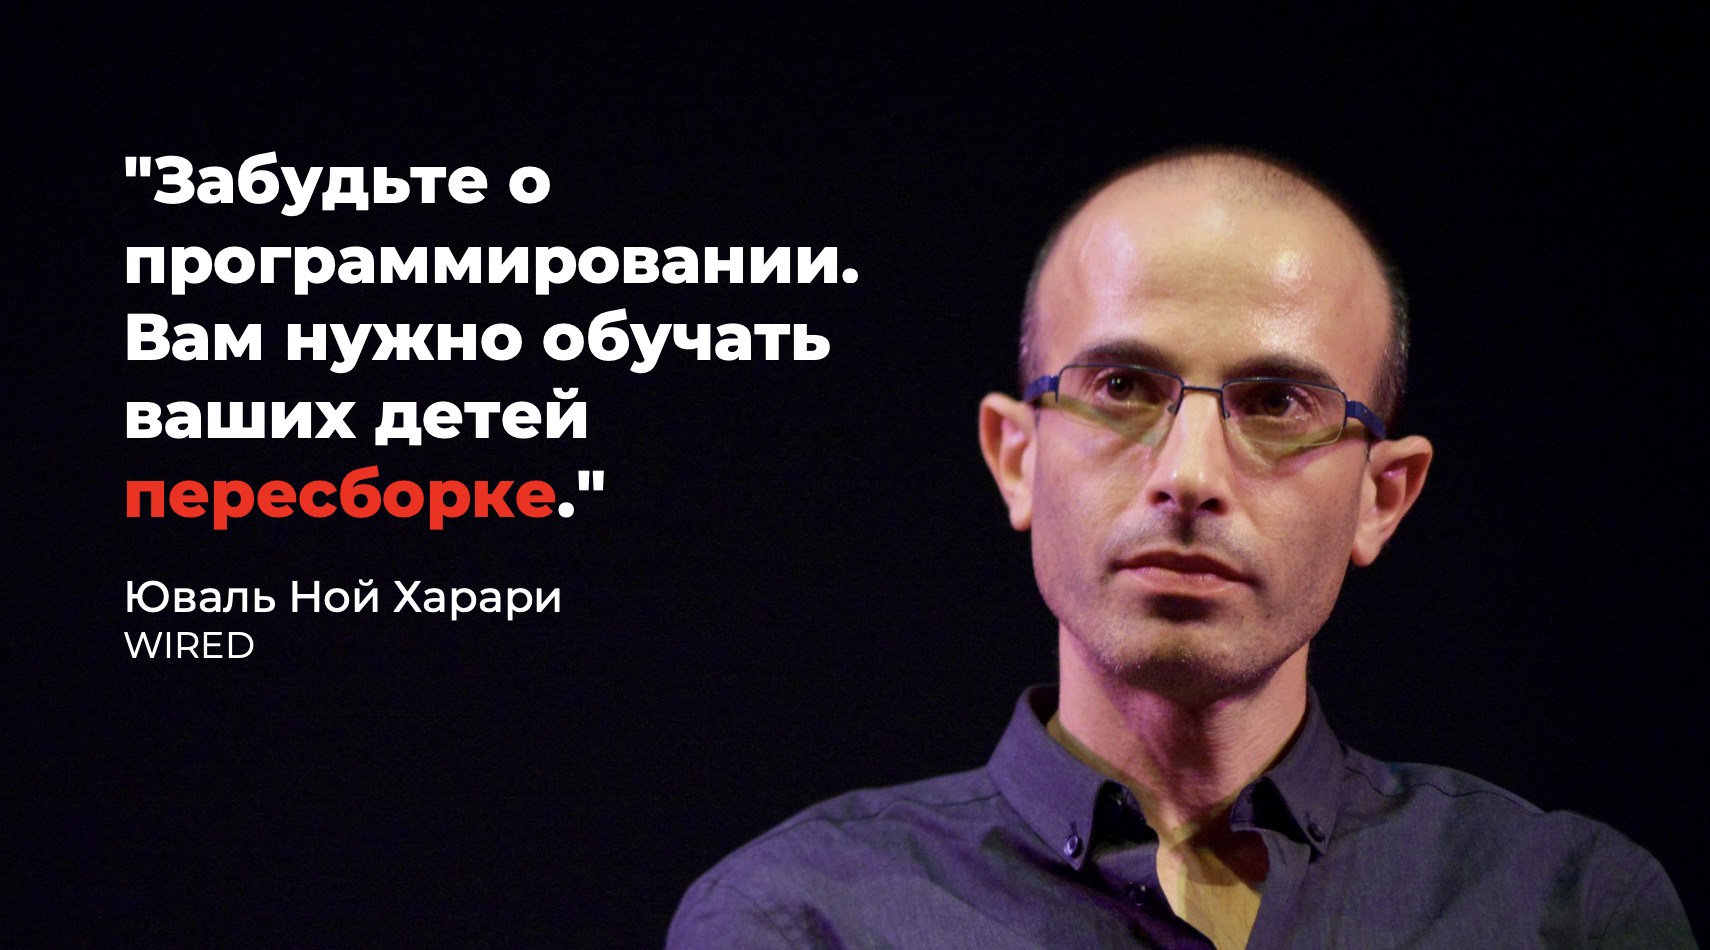 "Забудьте о
программировании.
Вам нужно обучать
ваших детей
пересборке."
Юваль Ной Харари
WIRED